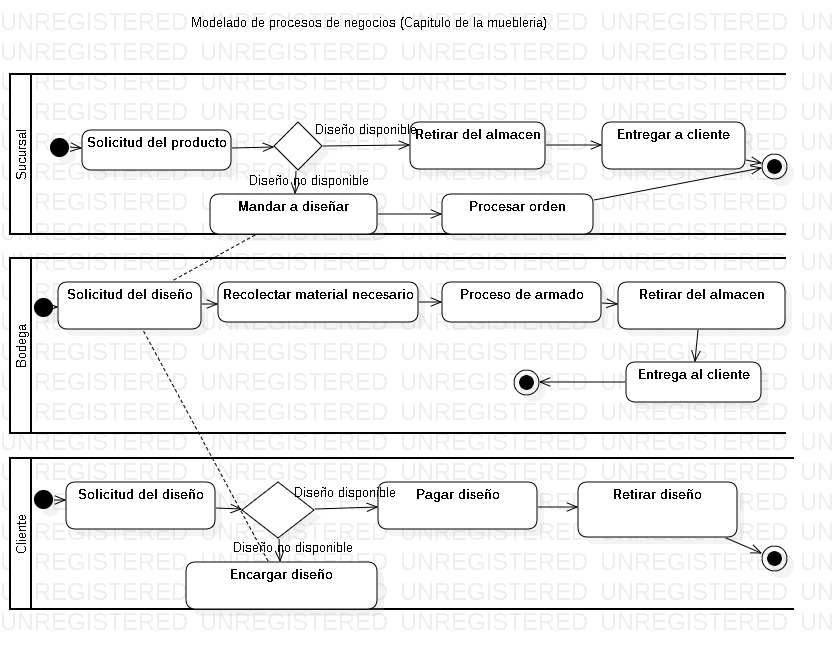 Modelado de procesos de negocios (Capitulo de la muebleria)
Sucursal
Solicitud del producto
Diseño disponible
Retirar del almacen
Entregar a cliente
Diseño no disponible
Mandar a diseñar
Procesar orden
Bodega
Solicitud del diseño
Recolectar material necesario
Proceso de armado
Retirar del almacen
Entrega al cliente
Cliente
Solicitud del diseño
Diseño disponible
Pagar diseño
Retirar diseño
Diseño no disponible
Encargar diseño
UNREGISTERED